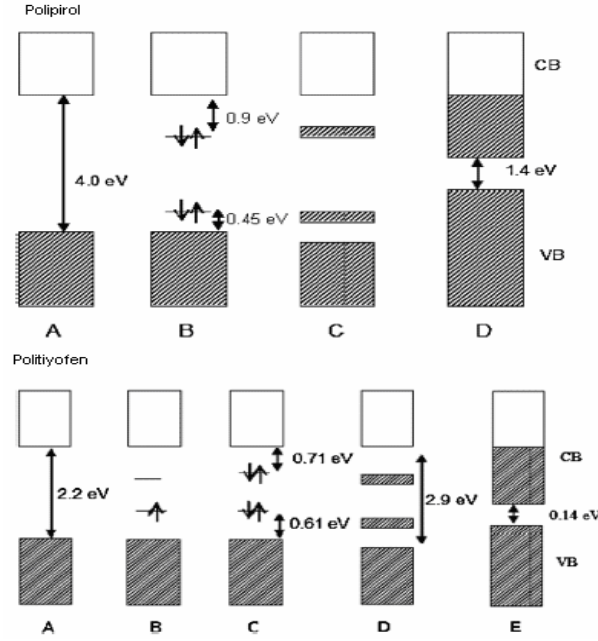 Polipirol
CB
0.9 eV
4.0 eV
1.4 eV
0.45 eV
VB
A B C D
Politiyofen
0.71 eV
CB
2.2 eV
2.9 eV
0.14 eV
0.61 eV
VB
A B C D E